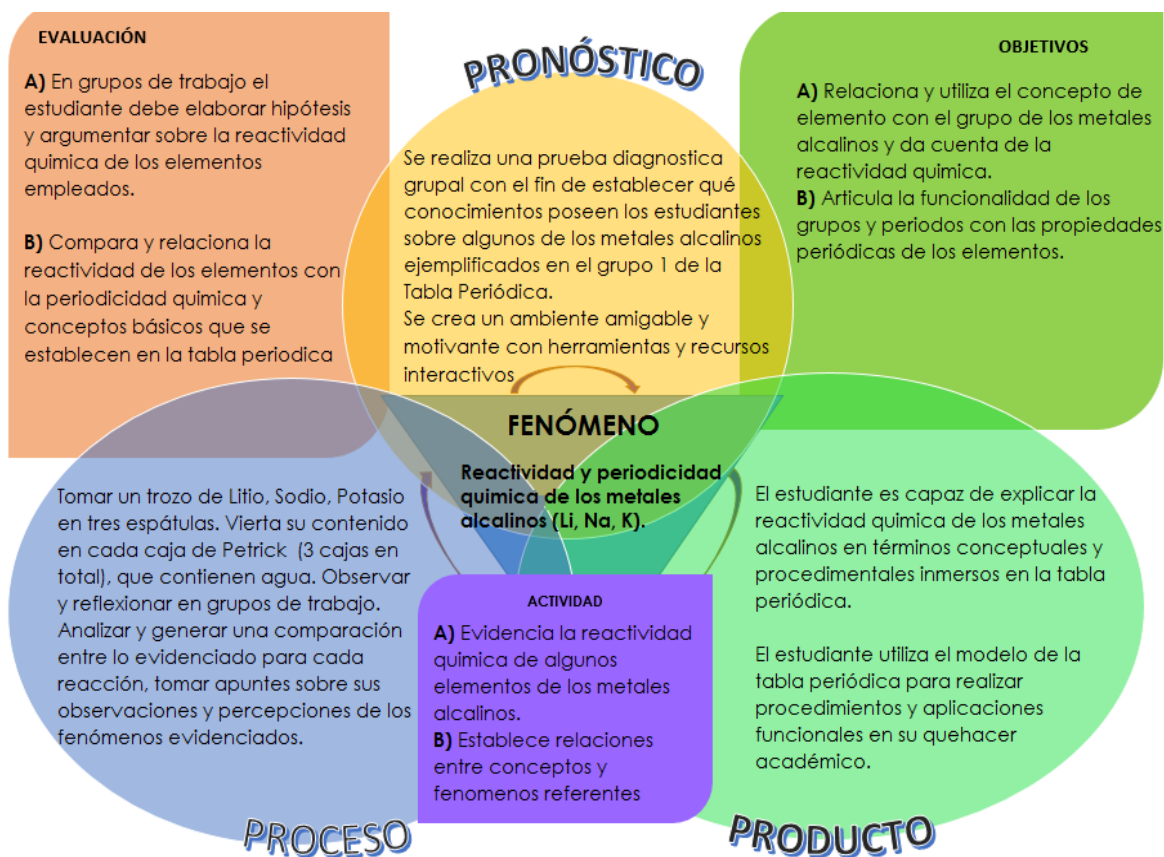 EVALUACIÓN
A) En grupos de trabajo el
estudiante debe elaborar hipótesis
y argumentar sobre la reactividad
quimica de los elementos
empleados.
B) Compara y relaciona la
reactividad de los elementos con
la periodicidad quimica y
conceptos básicos que se
establecen en la tabla periodica
PRONÓSTICO
Se realiza una prueba diagnostica
grupal con el fin de establecer qué
conocimientos poseen los estudiantes
sobre algunos de los metales alcalinos
ejemplificados en el grupo 1 de la
Tabla Periódica.
Se crea un ambiente amigable y
motivante con herramientas y recursos
interactivos
OBJETIVOS
A) Relaciona y utiliza el concepto de
elemento con el grupo de los metales
alcalinos y da cuenta de la
reactividad quimica.
B) Articula la funcionalidad de los
grupos y periodos con las propiedades
periódicas de los elementos.
FENÓMENO
Reactividad y periodicidad
quimica de los metales
alcalinos (Li, Na, K).
Tomar un trozo de Litio, Sodio, Potasio
en tres espátulas. Vierta su contenido
en cada caja de Petrick (3 cajas en
total), que contienen agua. Observar
y reflexionar en grupos de trabajo.
Analizar y generar una comparación
entre lo evidenciado para cada
reacción, tomar apuntes sobre sus
observaciones y percepciones de los
fenómenos evidenciados.
PROCESO
ACTIVIDAD
A) Evidencia la reactividad
quimica de algunos
elementos de los metales
alcalinos.
B) Establece relaciones
entre conceptos y
fenomenos referentes
El estudiante es capaz de explicar la
reactividad quimica de los metales
alcalinos en términos conceptuales y
procedimentales inmersos en la tabla
periódica.
El estudiante utiliza el modelo de la
tabla periódica para realizar
procedimientos y aplicaciones
funcionales en su quehacer
académico.
PRODUCTO